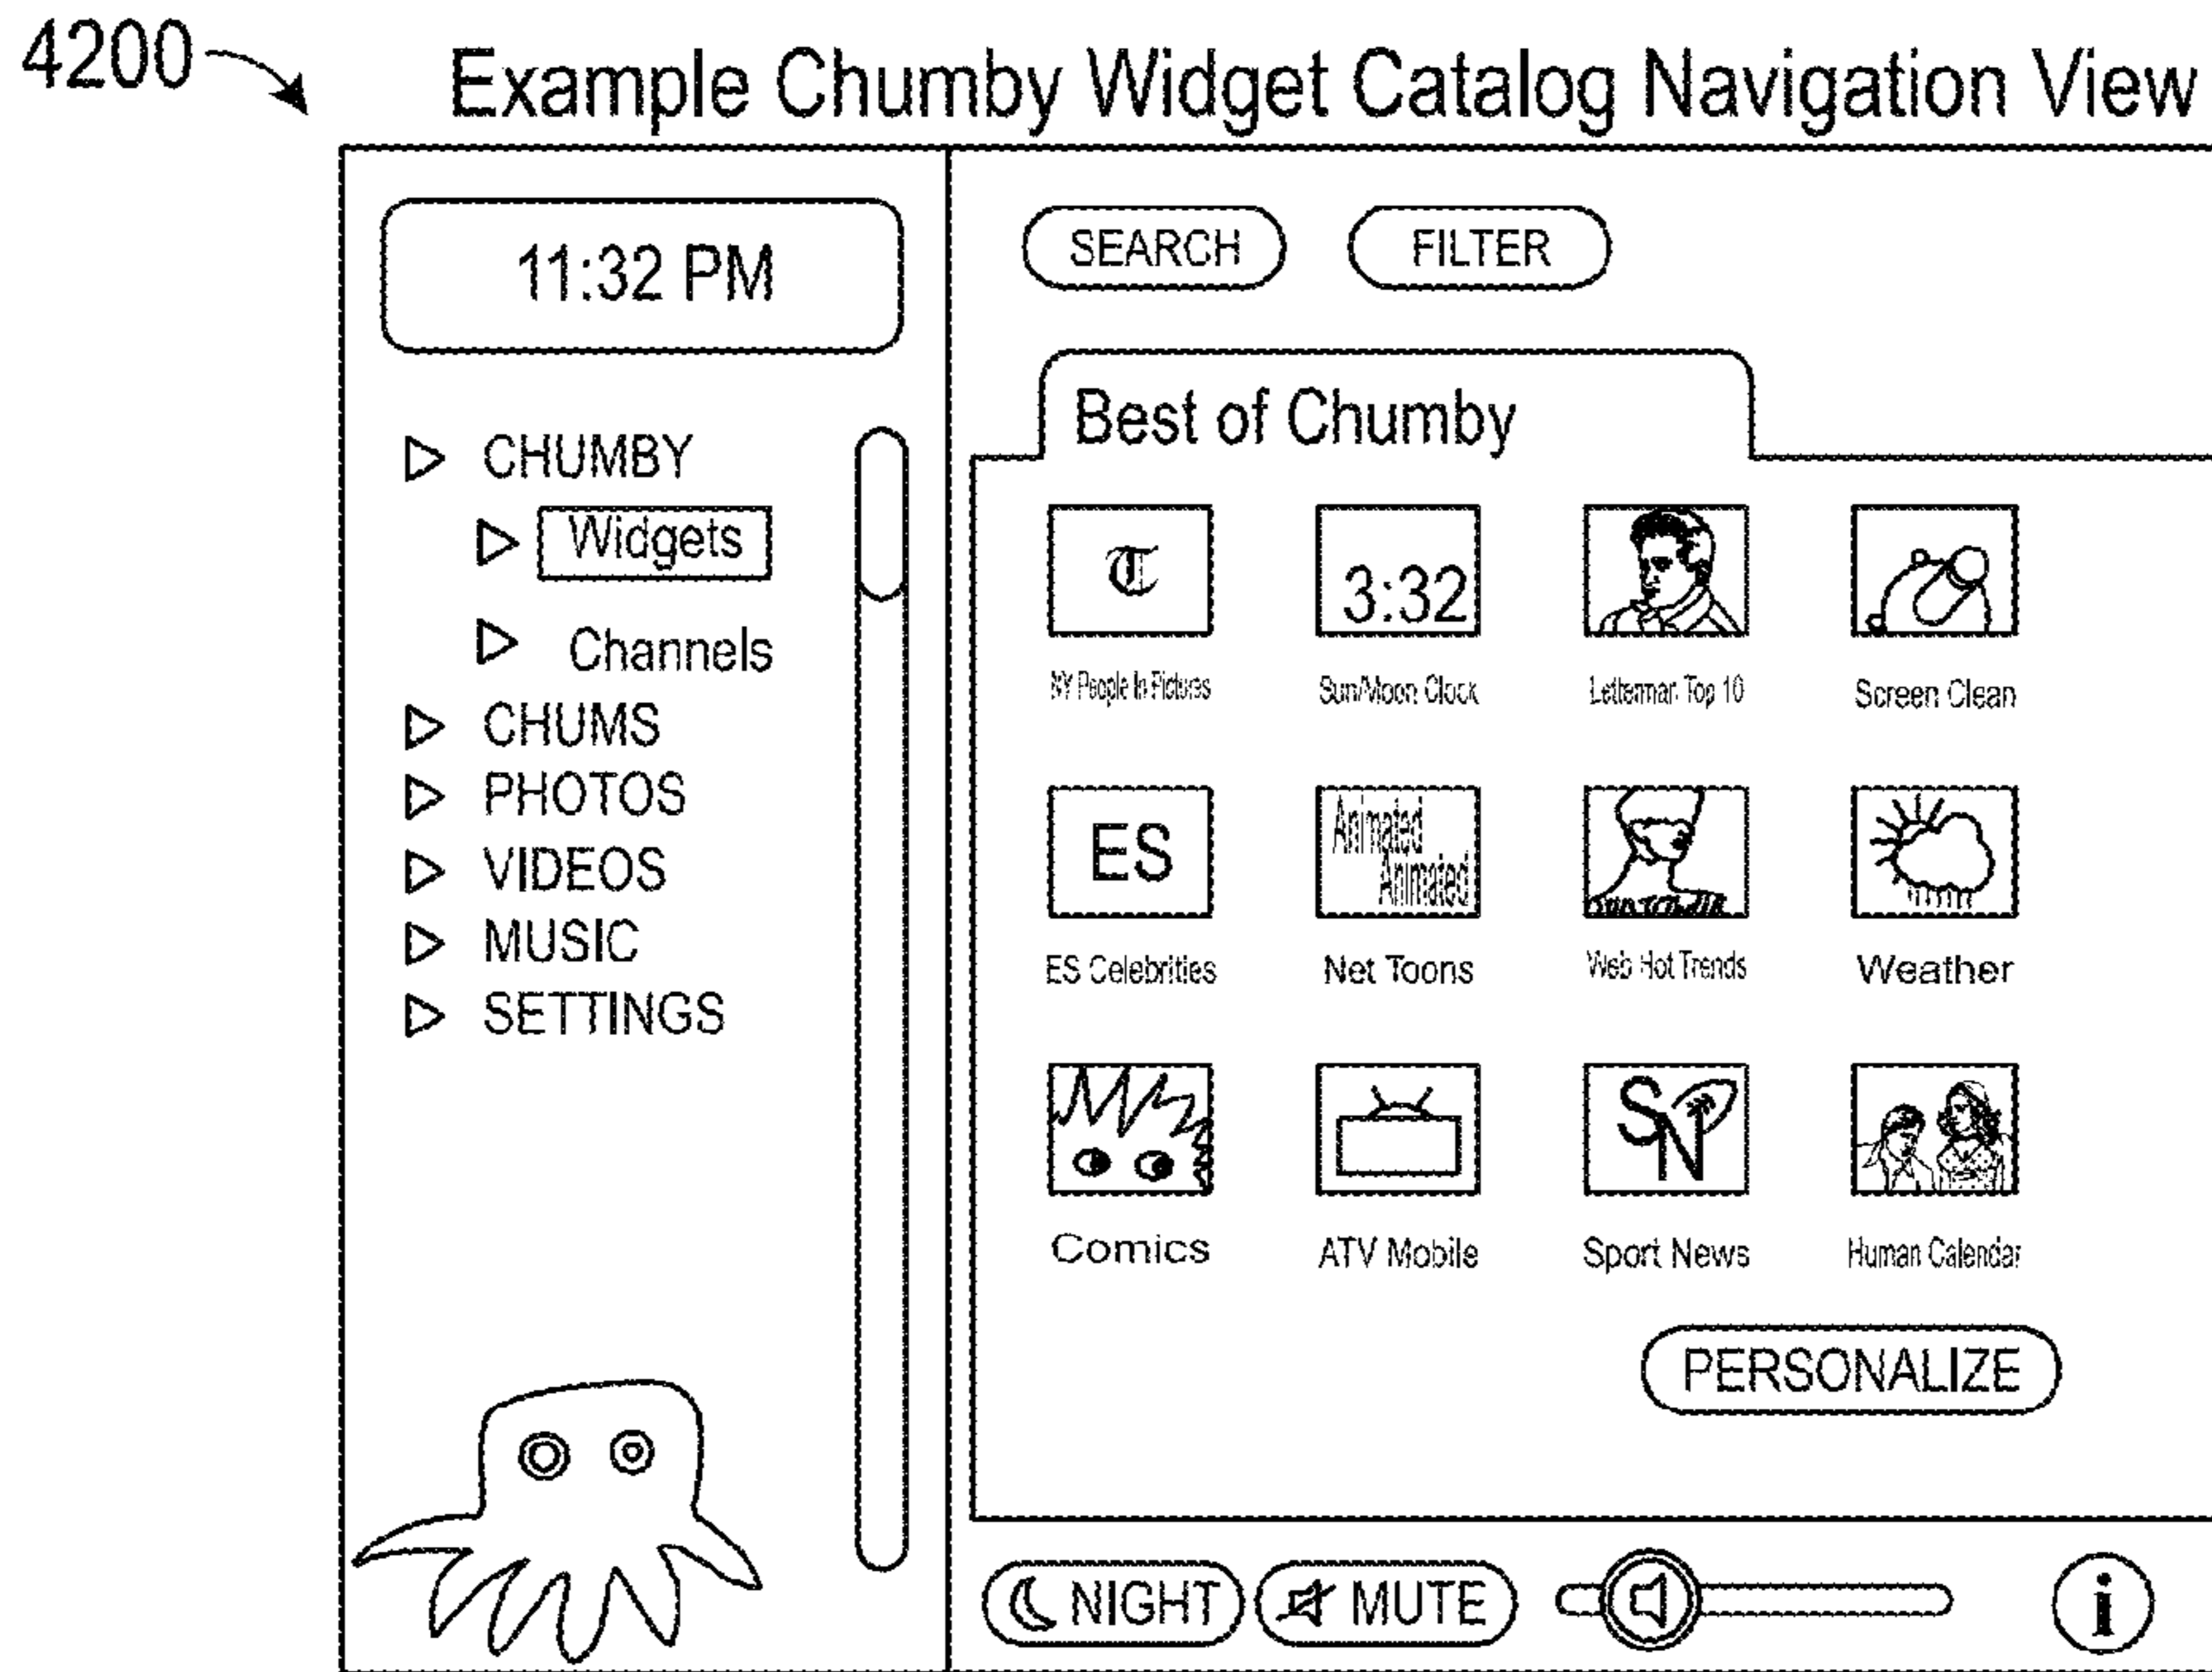 4200
Example Chumby Widget Catalog Navigation View
11:32 PM
CHUMBY
Widgets
Channels
CHUMS
PHOTOS
VIDEOS
MUSIC
SETTINGS
SEARCH FILTER
Best of Chumby
T 3:32
NY People In Pictures Sun/Moon Clock Letterman Top 10 Screen Clean
ES Animated
Animated
ES Celebrities Net Toons Web Hot Trends Weather
SN
Comics ATV Mobile Sport News Human Calendar
PERSONALIZE
NIGHT MUTE i